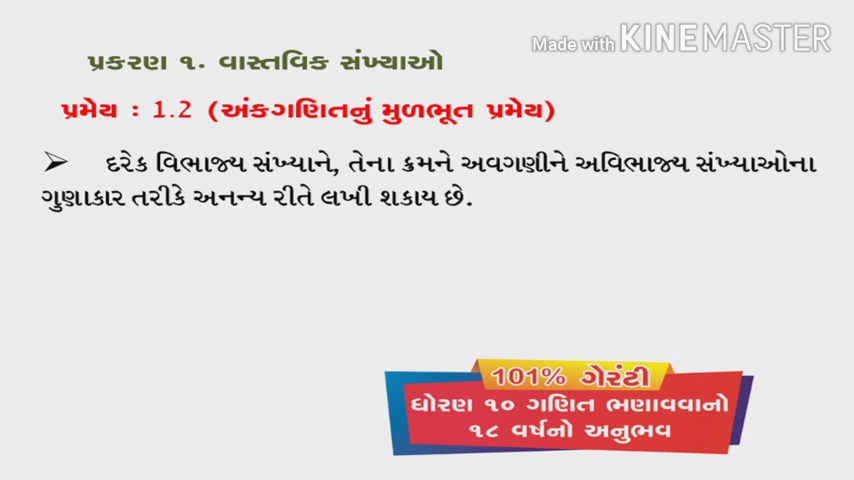 Made with KINEMASTER
પ્રકરણ ૧. વાસ્તવિક સંખ્યાઓ
પ્રમેય : 1.2 (અંકગણિતનું મુળભૂત પ્રમેય)
➢ દરેક વિભાજ્ય સંખ્યાને, તેના ક્રમને અવગણીને અવિભાજ્ય સંખ્યાઓના
ગુણાકાર તરીકે અનન્ય રીતે લખી શકાય છે.
101% ગેરંટી
ધોરણ ૧૦ ગણિત ભણાવવાનો
૧૮ વર્ષનો અનુભવ